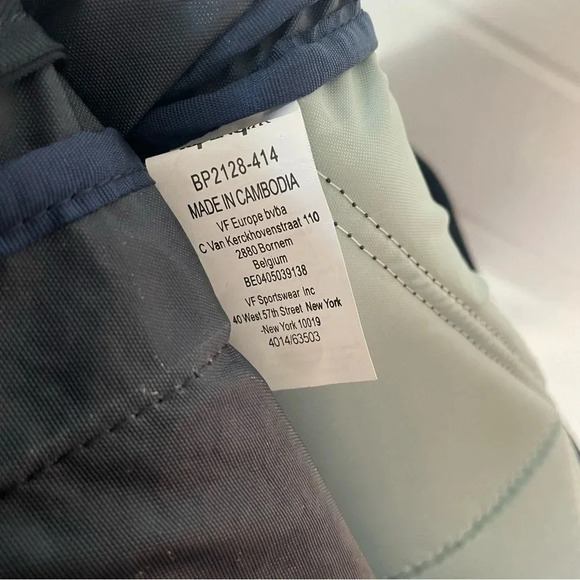 BP2128-414
MADE IN CAMBODIA
VF Europe bvba
C Van Kerckhovenstraat 110
2880 Bornem
Belgium
BE0405039138
VF Sportswear Inc
40 West 57th Street New York
-New York 10019
4014/63503